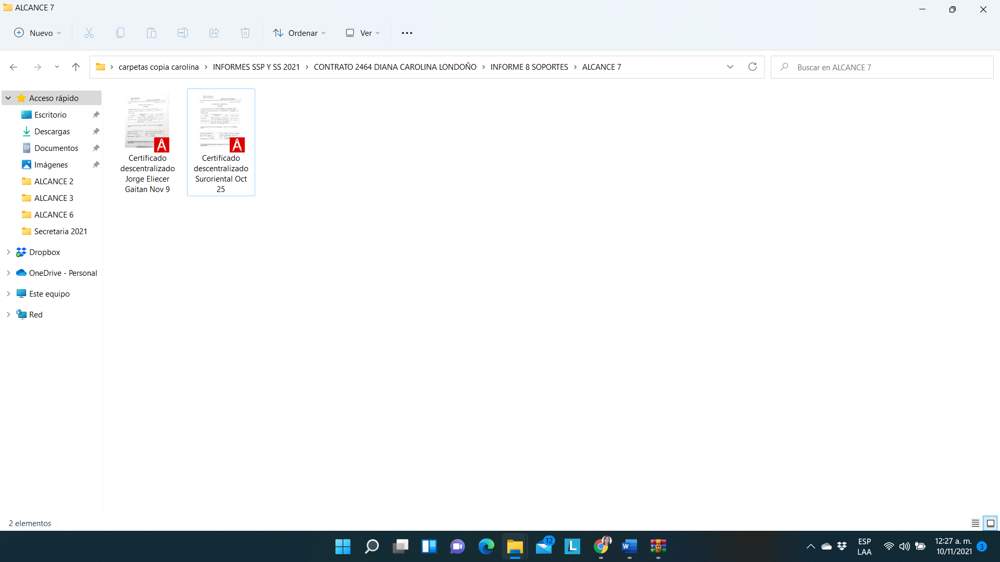 ALCANCE 7
Nuevo
Ordenar
Ver
carpetas copia carolina > INFORMES SSP Y SS 2021 > CONTRATO 2464 DIANA CAROLINA LONDOÑO > INFORME 8 SOPORTES > ALCANCE 7
Buscar en ALCANCE 7
Acceso rápido
Escritorio
Descargas
Documentos
Imágenes
ALCANCE 2
ALCANCE 3
ALCANCE 6
Secretaria 2021
Dropbox
OneDrive - Personal
Este equipo
Red
Certificado
descentralizado
Jorge Eliecer
Gaitan Nov 9
Certificado
descentralizado
Suroriental Oct
25
2 elementos
12
L
W
ESP
LAA
12:27 a. m.
10/11/2021
3